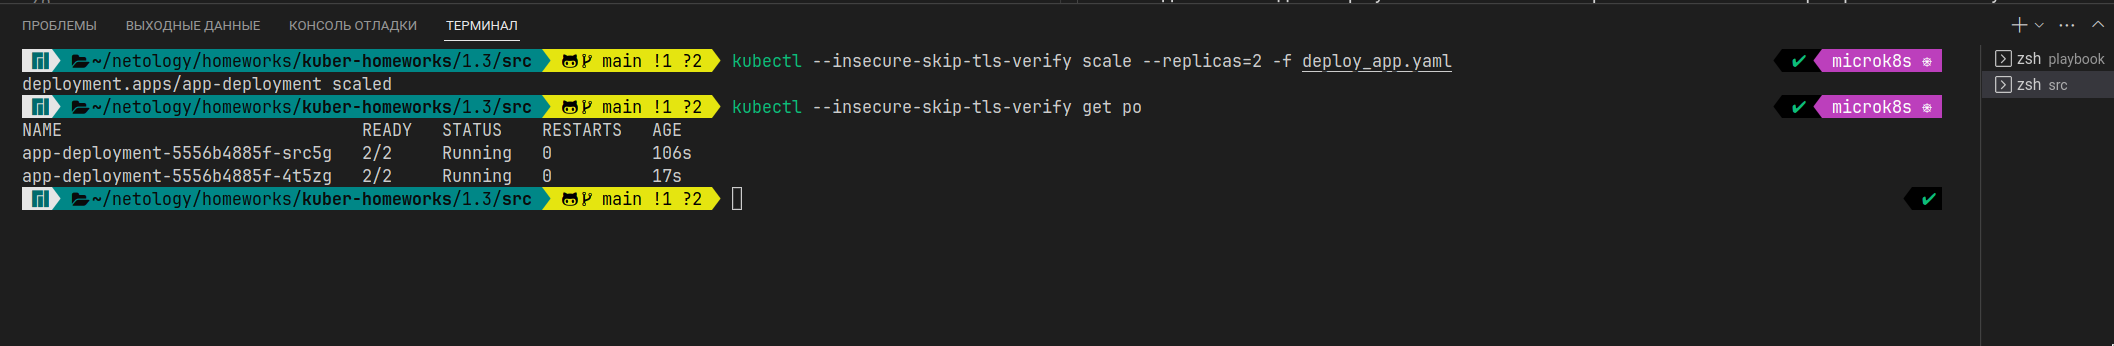 ПРОБЛЕМЫ ВЫХОДНЫЕ ДАННЫЕ КОНСОЛЬ ОТЛАДКИ ТЕРМИНАЛ
~/netology/homeworks/kuber-homeworks/1.3/src main !1 ?2 kubectl --insecure-skip-tls-verify scale --replicas=2 -f deploy_app.yaml ✔ microk8s
deployment.apps/app-deployment scaled
~/netology/homeworks/kuber-homeworks/1.3/src main !1 ?2 kubectl --insecure-skip-tls-verify get po ✔ microk8s
NAME READY STATUS RESTARTS AGE
app-deployment-5556b4885f-src5g 2/2 Running 0 106s
app-deployment-5556b4885f-4t5zg 2/2 Running 0 17s
~/netology/homeworks/kuber-homeworks/1.3/src main !1 ?2 ✔
zsh playbook
zsh src